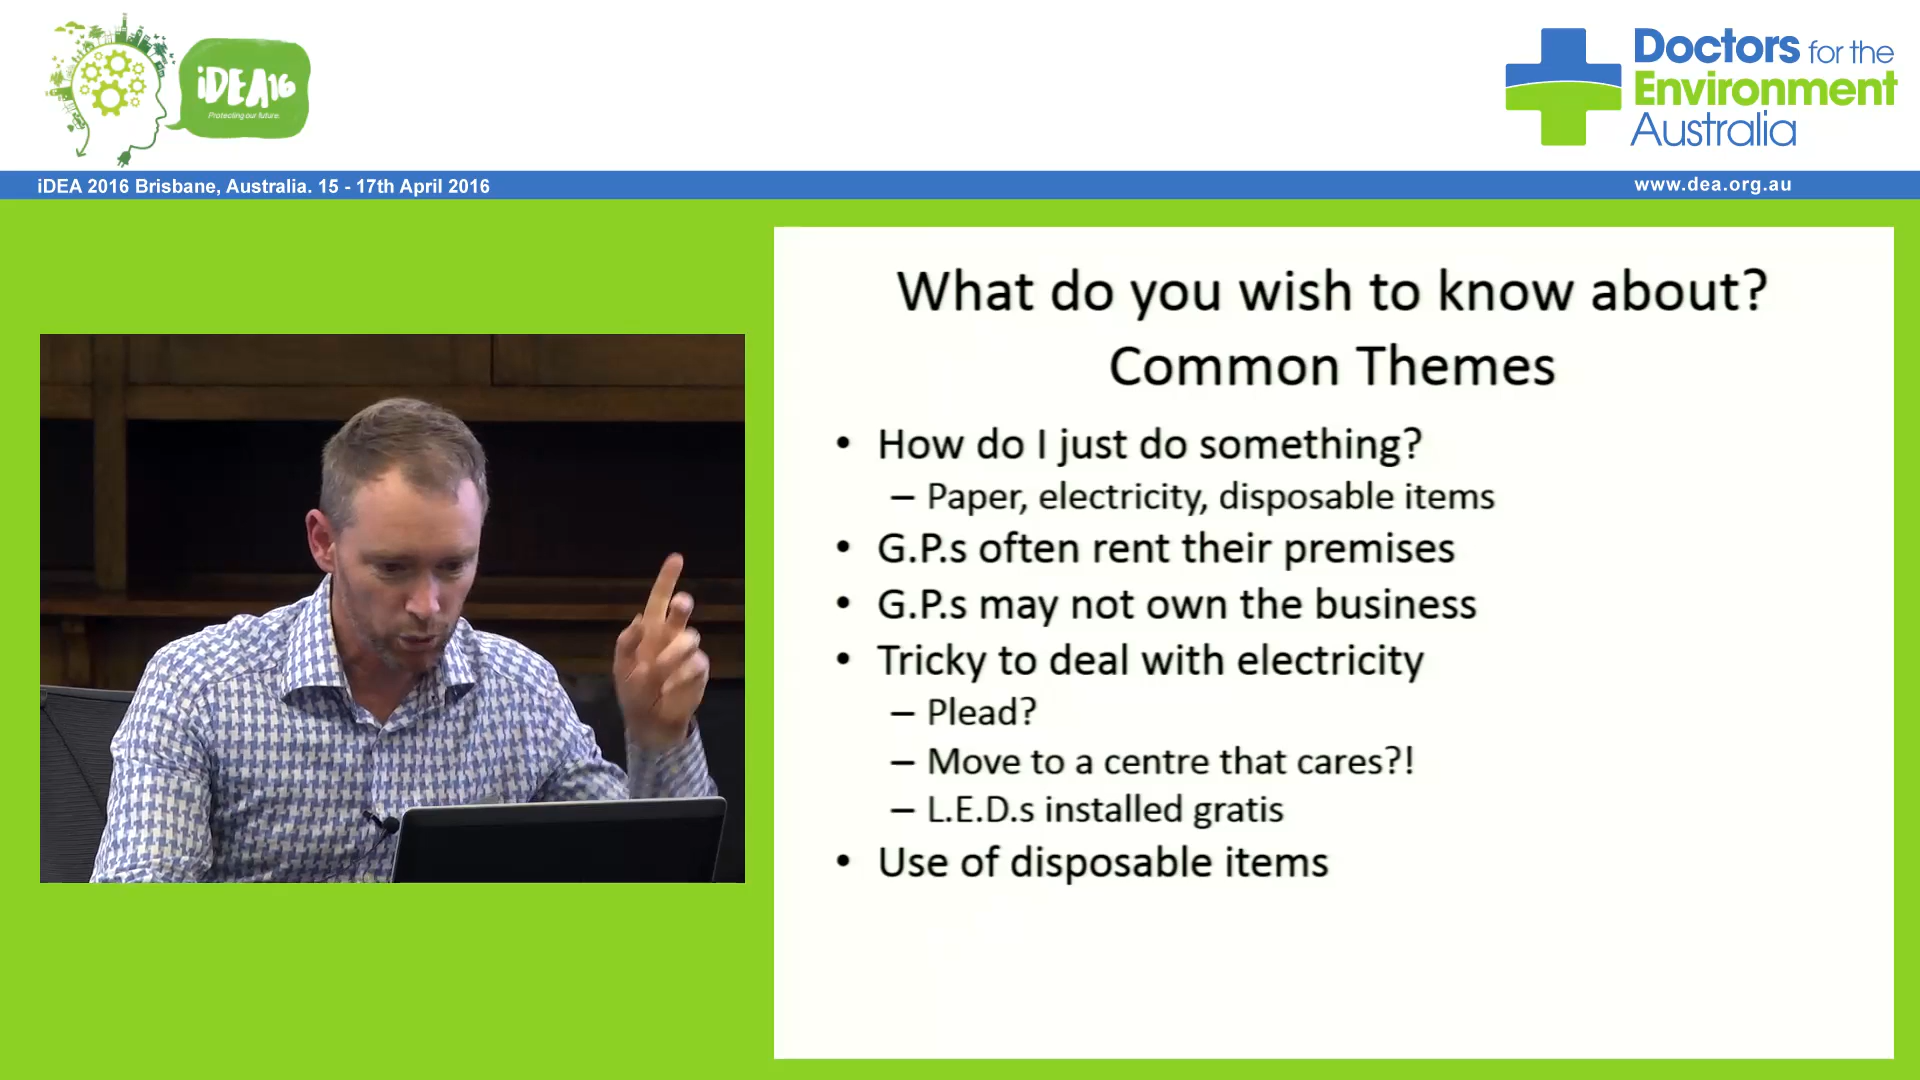 iDEA16
Protecting our future.
Doctors for the
Environment
Australia
iDEA 2016 Brisbane, Australia. 15 - 17th April 2016
www.dea.org.au
What do you wish to know about?
Common Themes
• How do I just do something?
– Paper, electricity, disposable items
• G.P.s often rent their premises
• G.P.s may not own the business
• Tricky to deal with electricity
– Plead?
– Move to a centre that cares?!
– L.E.D.s installed gratis
• Use of disposable items